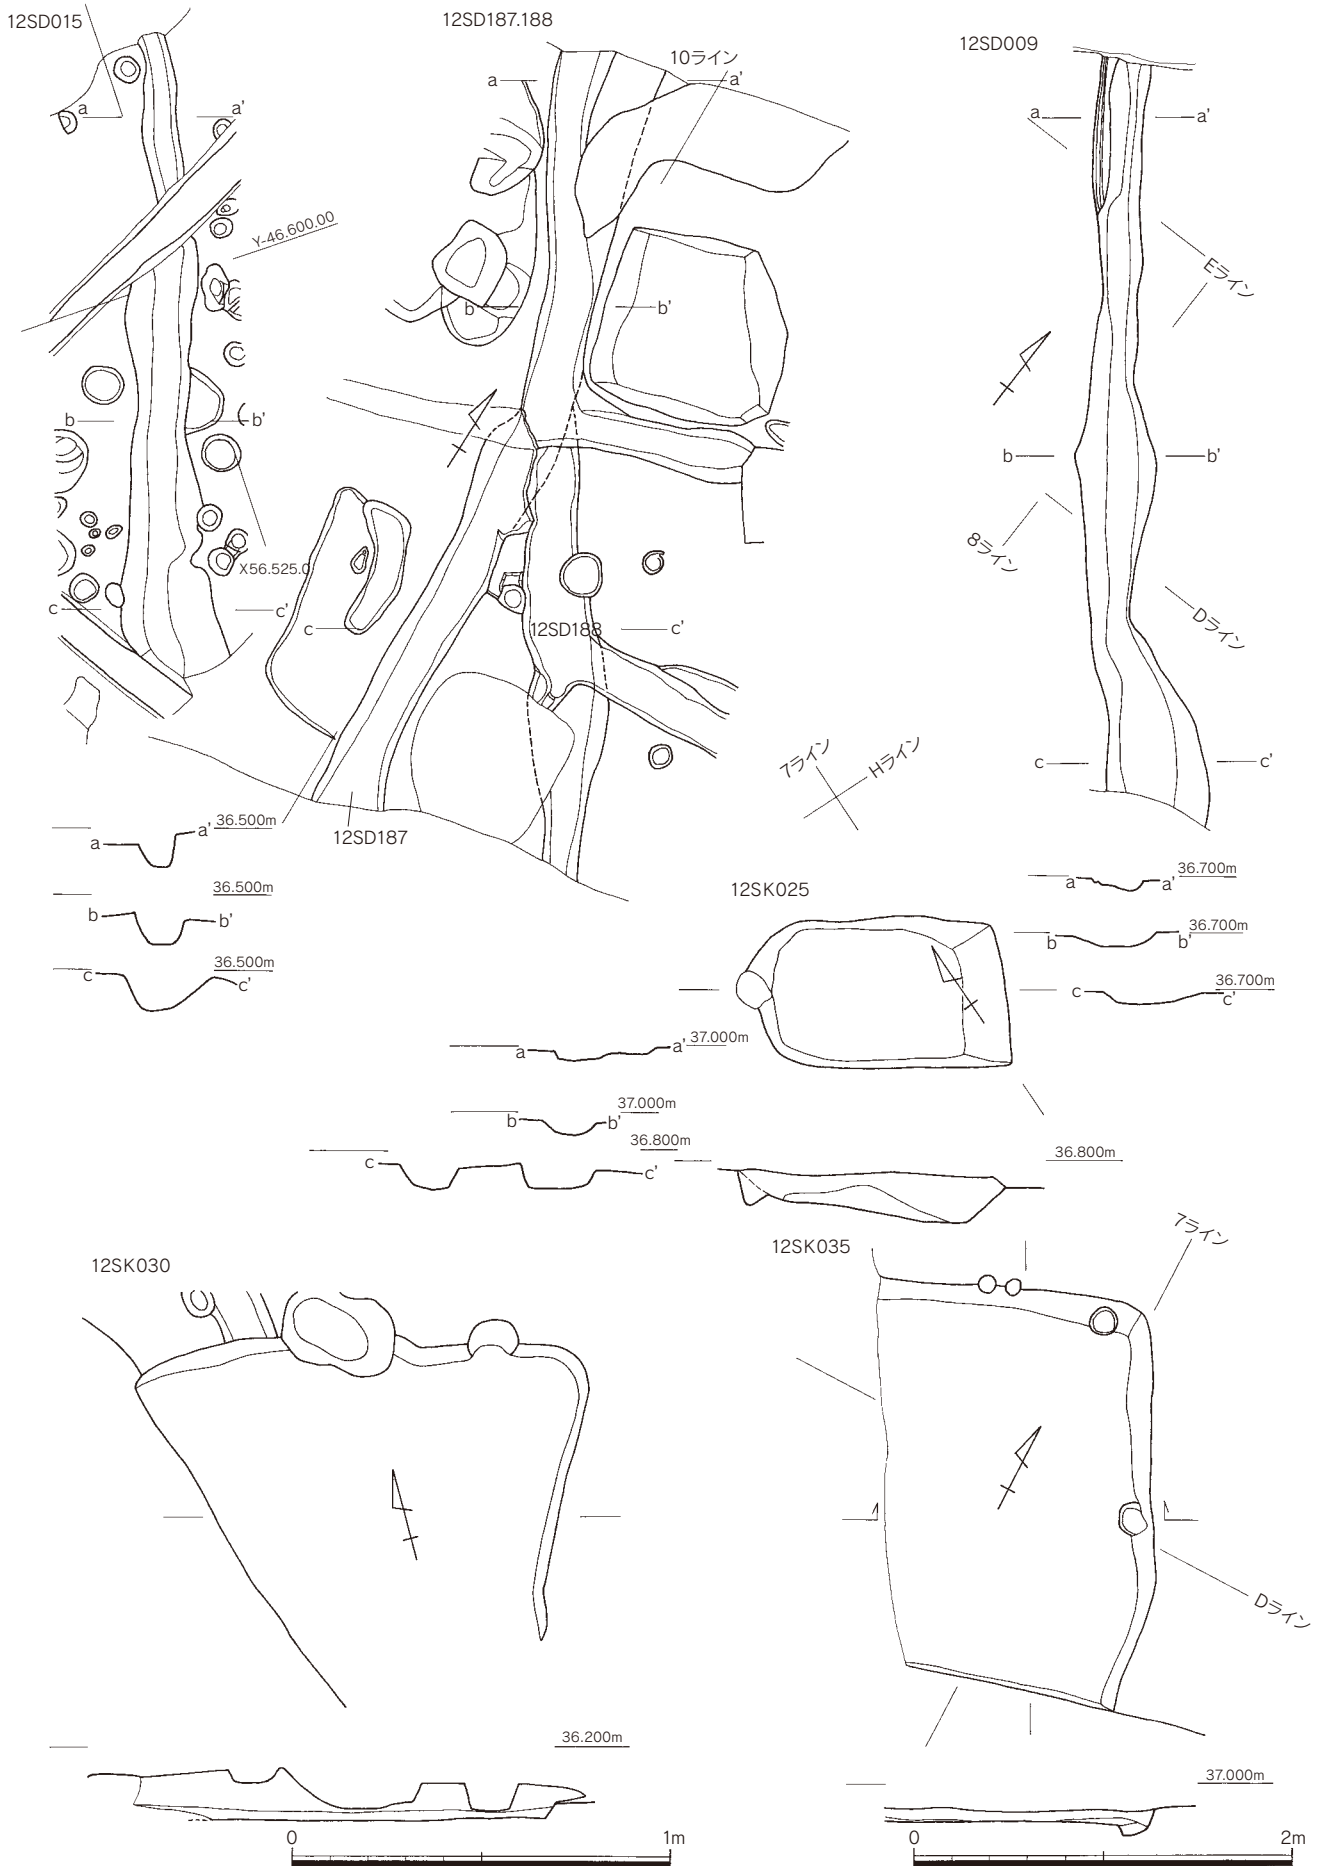 12SD015
12SD187.188
12SD009
10ライン
a
a'
a
a'
a
a'
Y-46.600.00
Eライン
b
b'
b
b'
b
b'
8ライン
X56.525.0
Dライン
c
c'
c
12SD188
c'
7ライン
Hライン
c
c'
12SD187
a
a'
36.500m
b
b'
36.500m
c
c'
36.500m
12SK025
a
a'
36.700m
b
b'
36.700m
c
c'
36.700m
a
a'
37.000m
b
b'
37.000m
c
c'
36.800m
36.800m
12SK030
12SK035
7ライン
Dライン
36.200m
37.000m
0
1m
0
2m